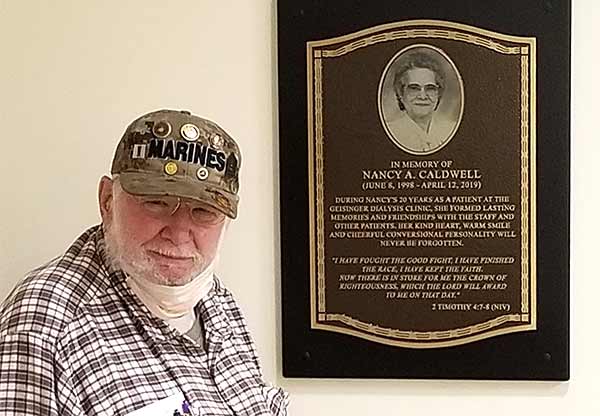 MARINES
IN MEMORY OF
NANCY A. CALDWELL
(JUNE 8, 1998 - APRIL 12, 2019)
DURING NANCY'S 20 YEARS AS A PATIENT AT THE
GEISINGER DIALYSIS CLINIC, SHE FORMED LASTING
MEMORIES AND FRIENDSHIPS WITH THE STAFF AND
OTHER PATIENTS. HER KIND HEART, WARM SMILE
AND CHEERFUL CONVERSIONAL PERSONALITY WILL
NEVER BE FORGOTTEN.
"I HAVE FOUGHT THE GOOD FIGHT, I HAVE FINISHED
THE RACE, I HAVE KEPT THE FAITH.
NOW THERE IS IN STORE FOR ME THE CROWN OF
RIGHTEOUSNESS, WHICH THE LORD WILL AWARD
TO ME ON THAT DAY."
2 TIMOTHY 4:7-8 (NIV)